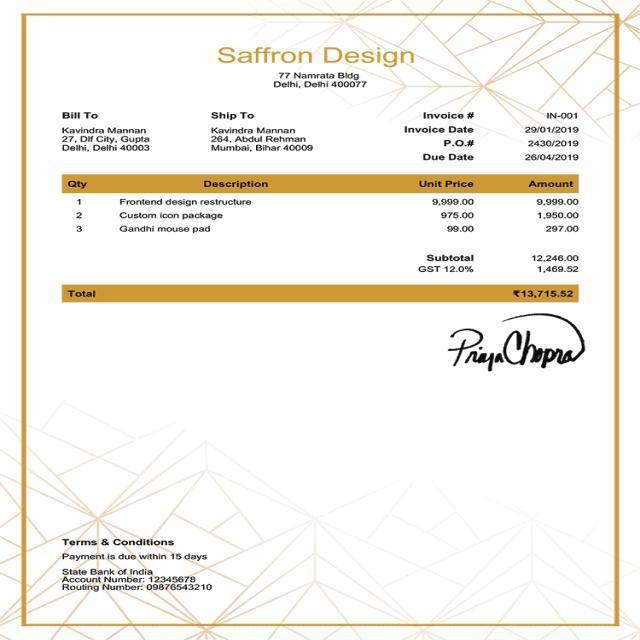 Saffron Design
77 Namrata Bldg
Delhi, Delhi 400077
Bill To
Kavindra Mannan
27, Dlf City, Gupta
Delhi, Delhi 40003
Ship To
Kavindra Mannan
264, Abdul Rehman
Mumbai, Bihar 40009
Invoice # IN-001
Invoice Date 29/01/2019
P.O.# 2430/2019
Due Date 26/04/2019
Qty Description Unit Price Amount
1 Frontend design restructure 9,999.00 9,999.00
2 Custom icon package 975.00 1,950.00
3 Gandhi mouse pad 99.00 297.00
Subtotal 12,246.00
GST 12.0% 1,469.52
Total ₹13,715.52
Priya Chopra
Terms & Conditions
Payment is due within 15 days
State Bank of India
Account Number: 12345678
Routing Number: 09876543210